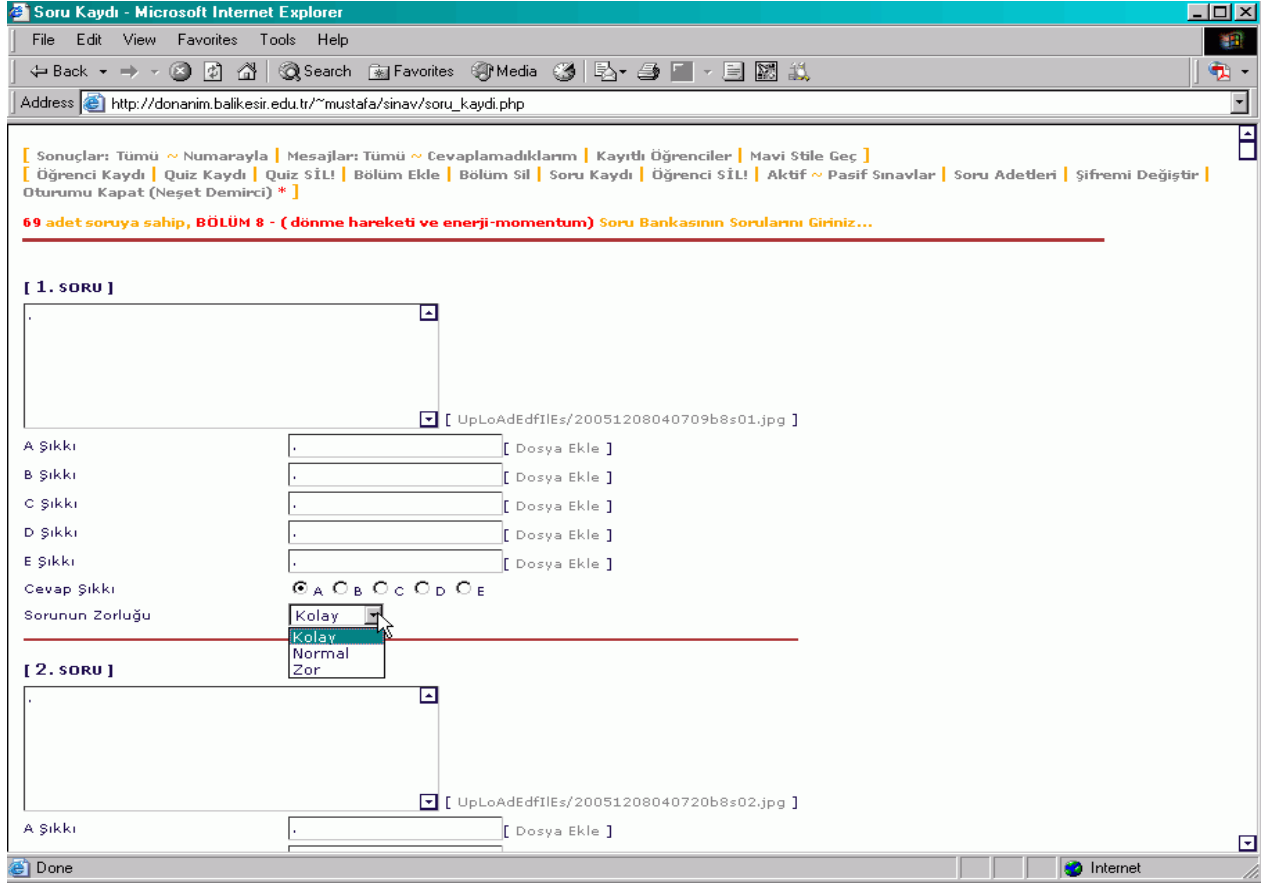 Soru Kaydı - Microsoft Internet Explorer
File Edit View Favorites Tools Help
Back Search Favorites Media
Address http://donanim.balikesir.edu.tr/~mustafa/sinav/soru_kaydi.php
[ Sonuçlar: Tümü ~ Numarayla | Mesajlar: Tümü ~ Cevaplamadıklarım | Kayıtlı Öğrenciler | Mavi Stile Geç ]
[ Öğrenci Kaydı | Quiz Kaydı | Quiz SİL! | Bölüm Ekle | Bölüm Sil | Soru Kaydı | Öğrenci SİL! | Aktif ~ Pasif Sınavlar | Soru Adetleri | Şifremi Değiştir |
Oturumu Kapat (Neşet Demirci) * ]
69 adet soruya sahip, BÖLÜM 8 - ( dönme hareketi ve enerji-momentum) Soru Bankasının Sorularını Giriniz...
[ 1. SORU ]
.
[ UpLoAdEdfIlEs/20051208040709b8s01.jpg ]
A Şıkkı . [ Dosya Ekle ]
B Şıkkı . [ Dosya Ekle ]
C Şıkkı . [ Dosya Ekle ]
D Şıkkı . [ Dosya Ekle ]
E Şıkkı . [ Dosya Ekle ]
Cevap Şıkkı A B C D E
Sorunun Zorluğu Kolay
Kolay
Normal
Zor
[ 2. SORU ]
.
[ UpLoAdEdfIlEs/20051208040720b8s02.jpg ]
A Şıkkı . [ Dosya Ekle ]
Done Internet